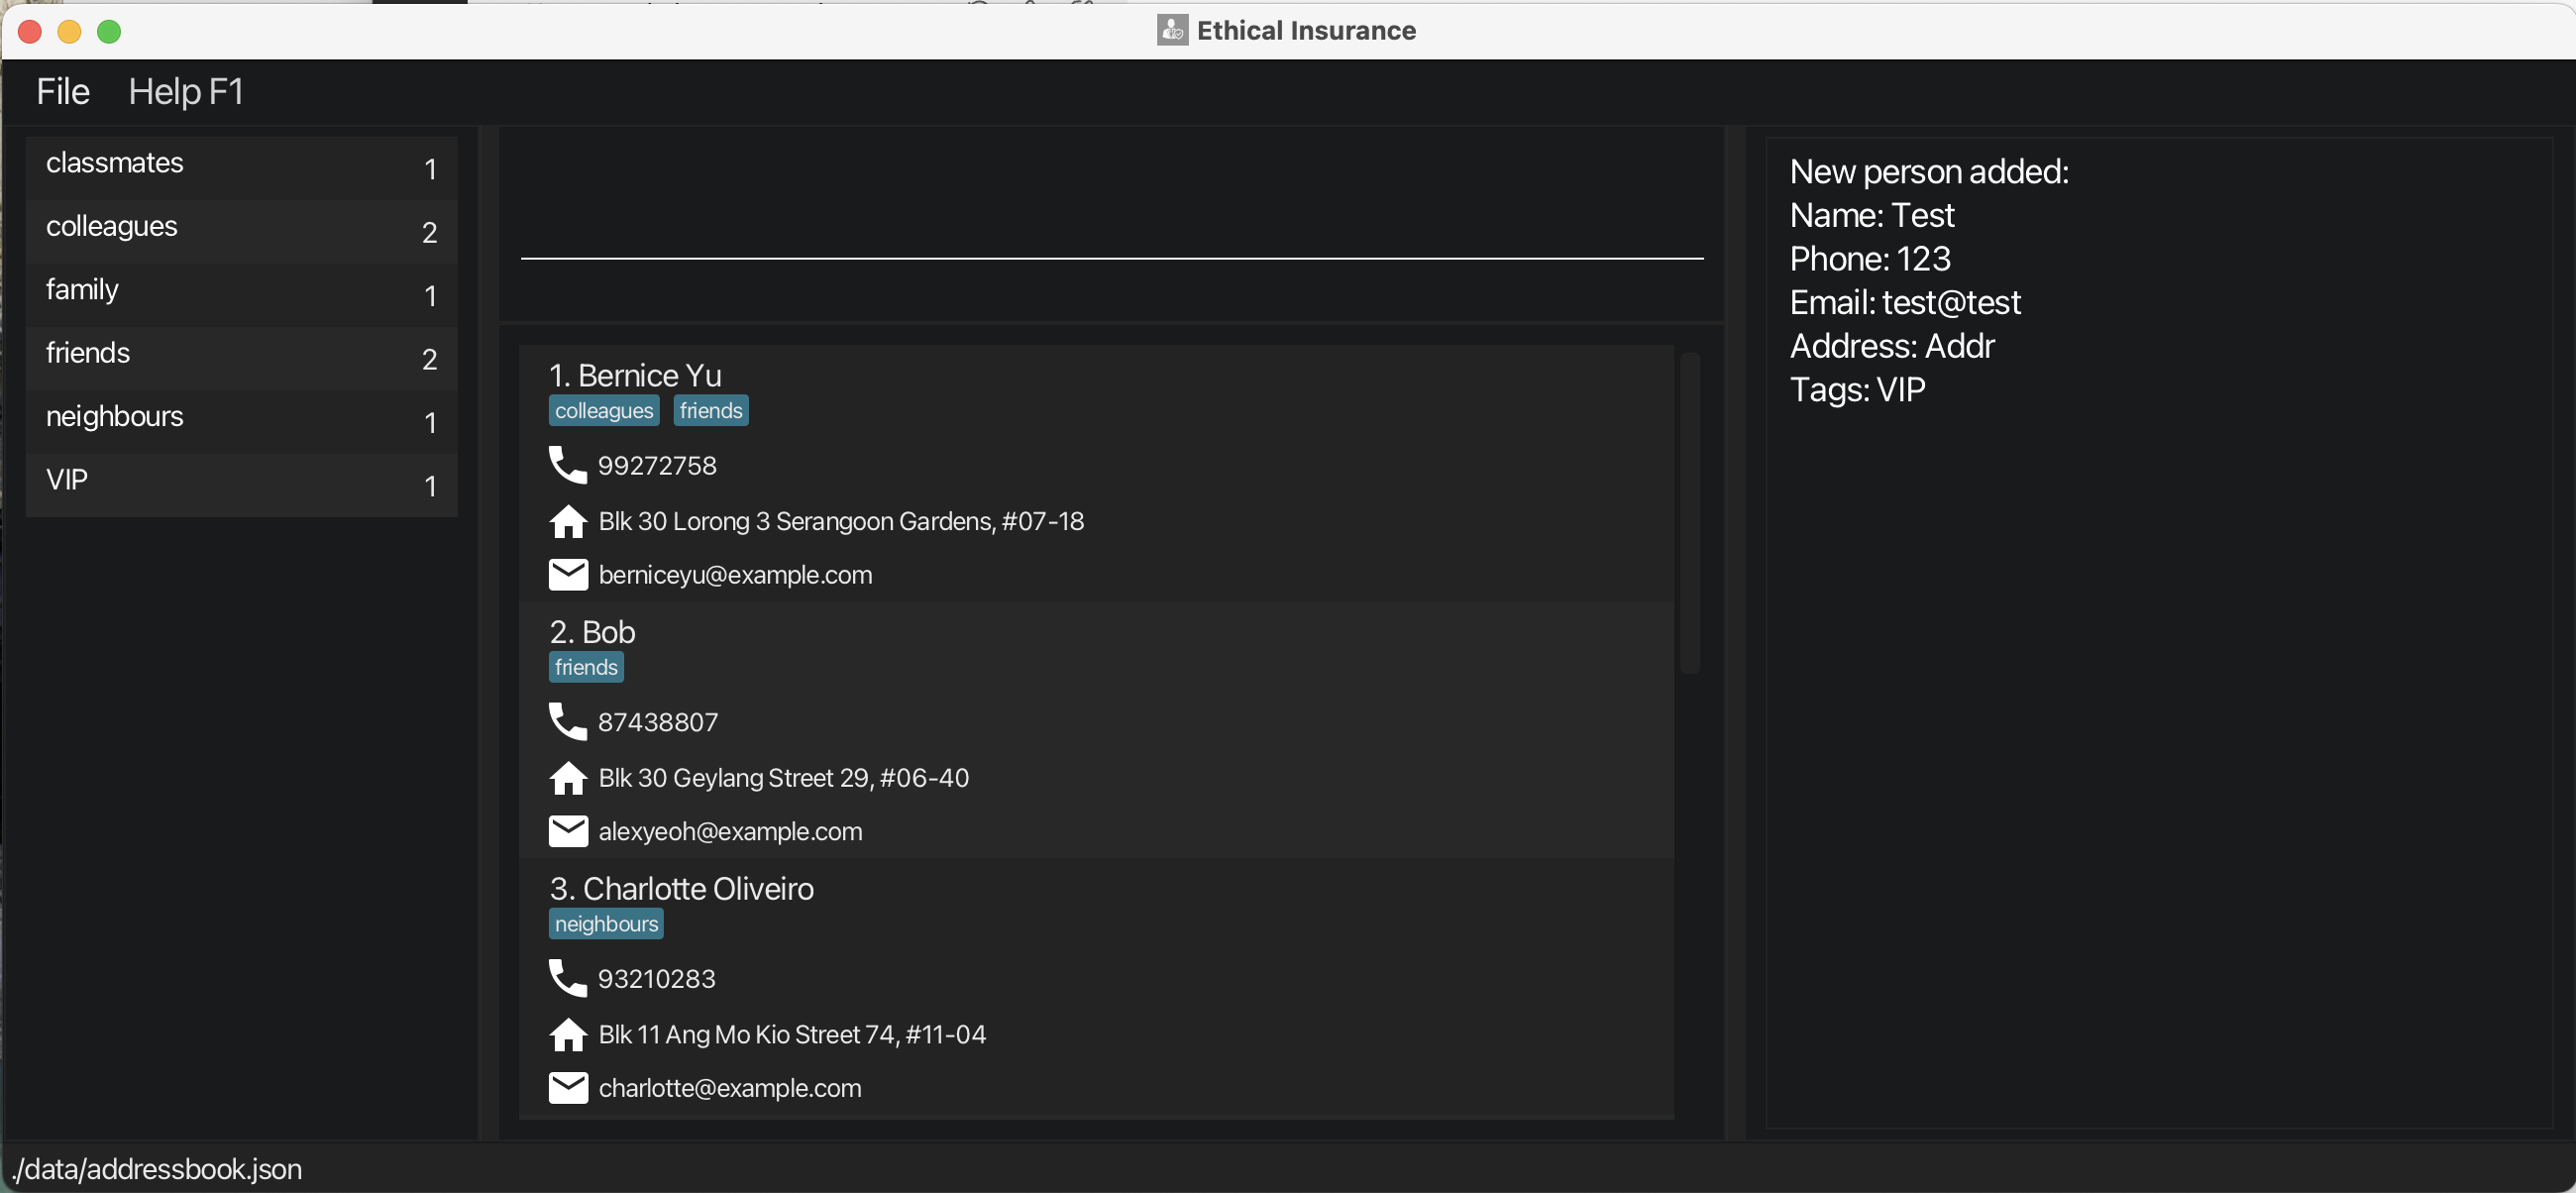 Ethical Insurance
File Help F1
classmates 1
colleagues 2
family 1
friends 2
neighbours 1
VIP 1
1. Bernice Yu
colleagues friends
99272758
Blk 30 Lorong 3 Serangoon Gardens, #07-18
berniceyu@example.com
2. Bob
friends
87438807
Blk 30 Geylang Street 29, #06-40
alexyeoh@example.com
3. Charlotte Oliveiro
neighbours
93210283
Blk 11 Ang Mo Kio Street 74, #11-04
charlotte@example.com
New person added:
Name: Test
Phone: 123
Email: test@test
Address: Addr
Tags: VIP
./data/addressbook.json